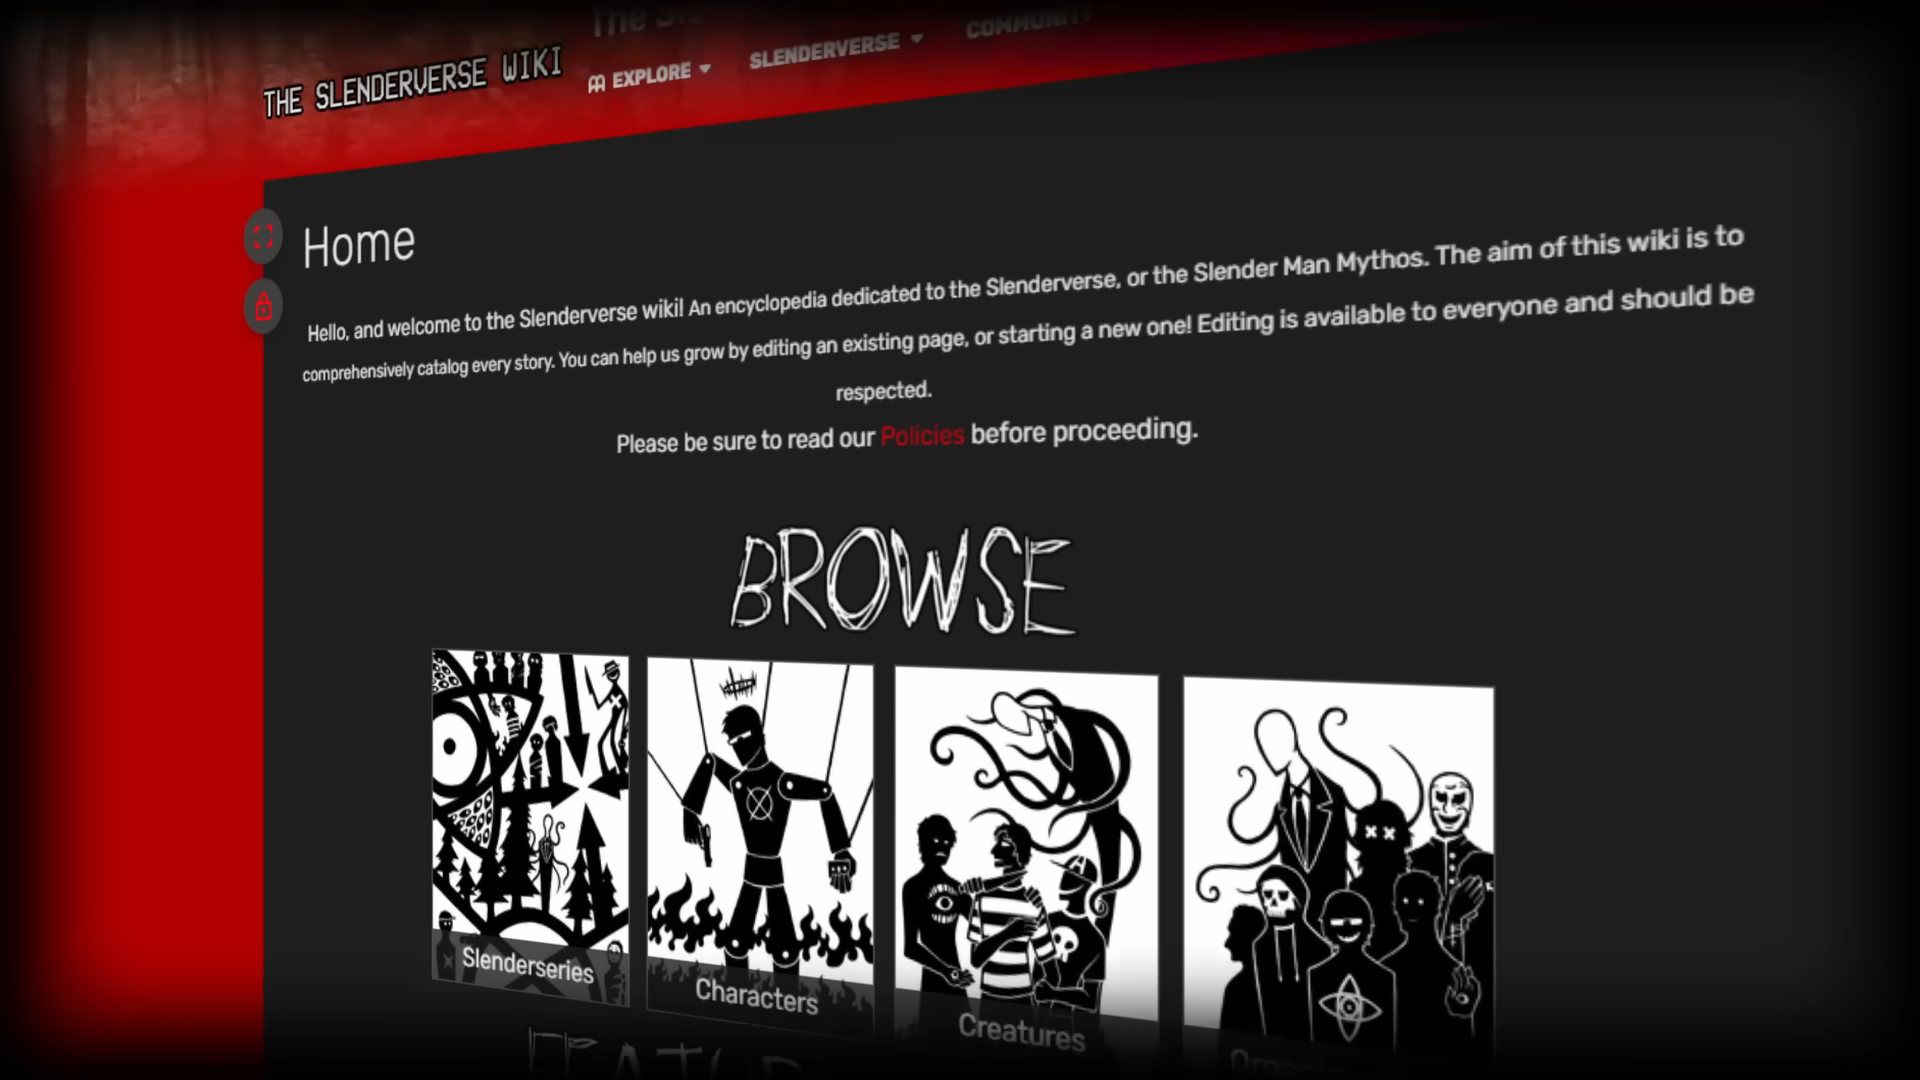 The
THE SLENDERVERSE WIKI
EXPLORE
SLENDERVERSE
COMMUNITY
Home
Hello, and welcome to the Slenderverse wiki! An encyclopedia dedicated to the Slenderverse, or the Slender Man Mythos. The aim of this wiki is to
comprehensively catalog every story. You can help us grow by editing an existing page, or starting a new one! Editing is available to everyone and should be
respected.
Please be sure to read our Policies before proceeding.
BROWSE
Slenderseries
Characters
Creatures